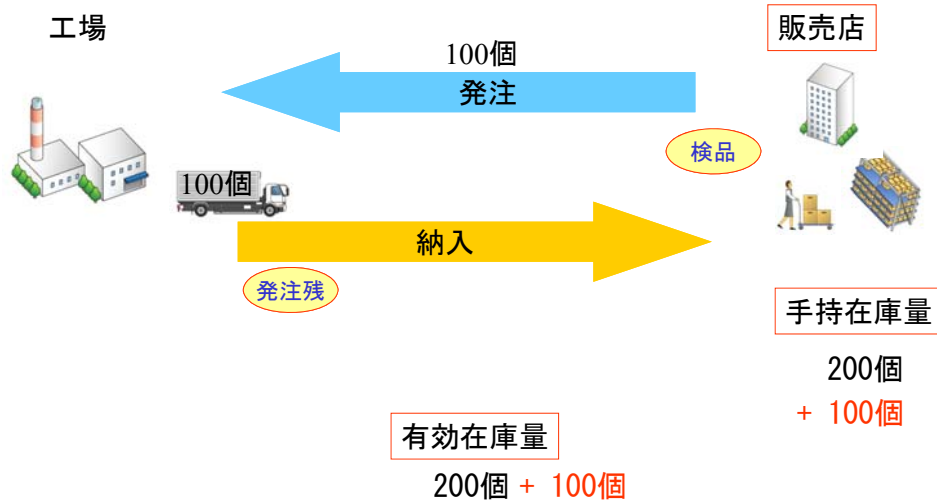 工場
販売店
100個
発注
検品
100個
納入
発注残
手持在庫量
200個
+ 100個
有効在庫量
200個 + 100個